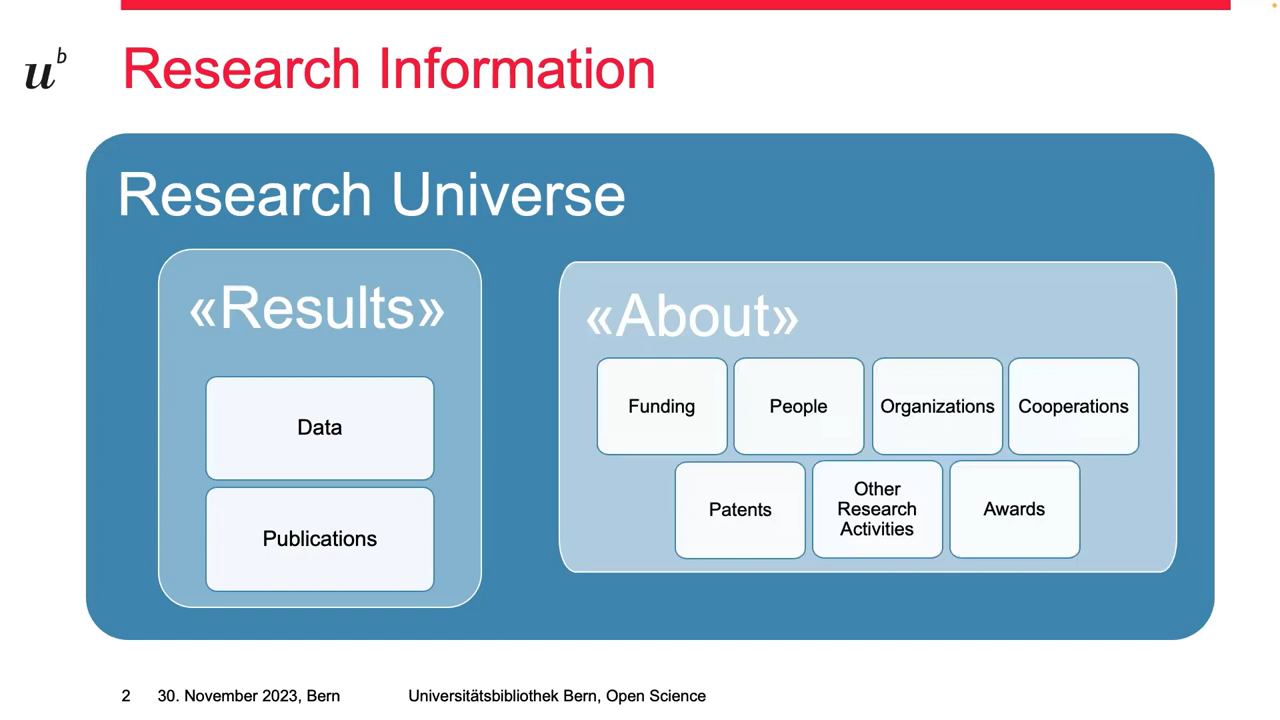 u b
Research Information
Research Universe
«Results»
Data
Publications
«About»
Funding
People
Organizations
Cooperations
Patents
Other
Research
Activities
Awards
2 30. November 2023, Bern Universitätsbibliothek Bern, Open Science